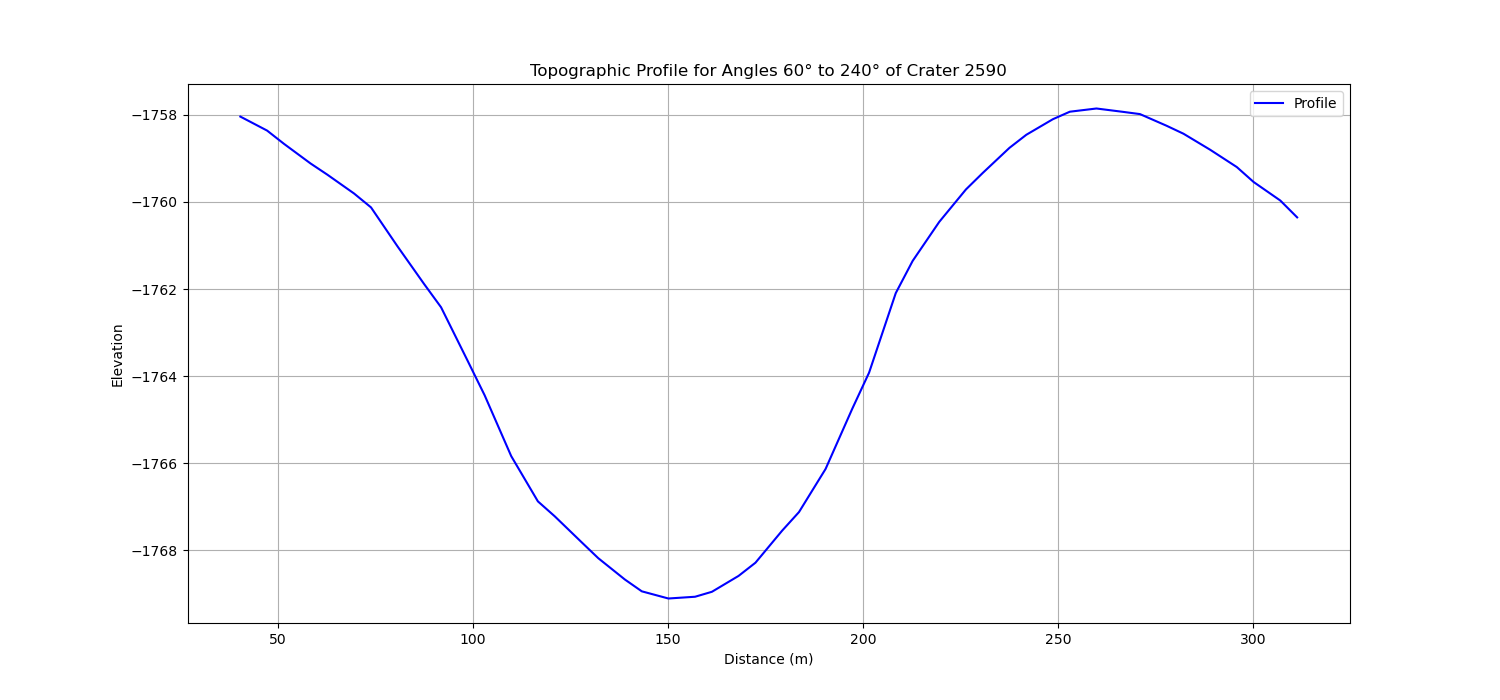 Topographic Profile for Angles 60° to 240° of Crater 2590
Profile
Elevation
−1758
−1760
−1762
−1764
−1766
−1768
50 100 150 200 250 300
Distance (m)